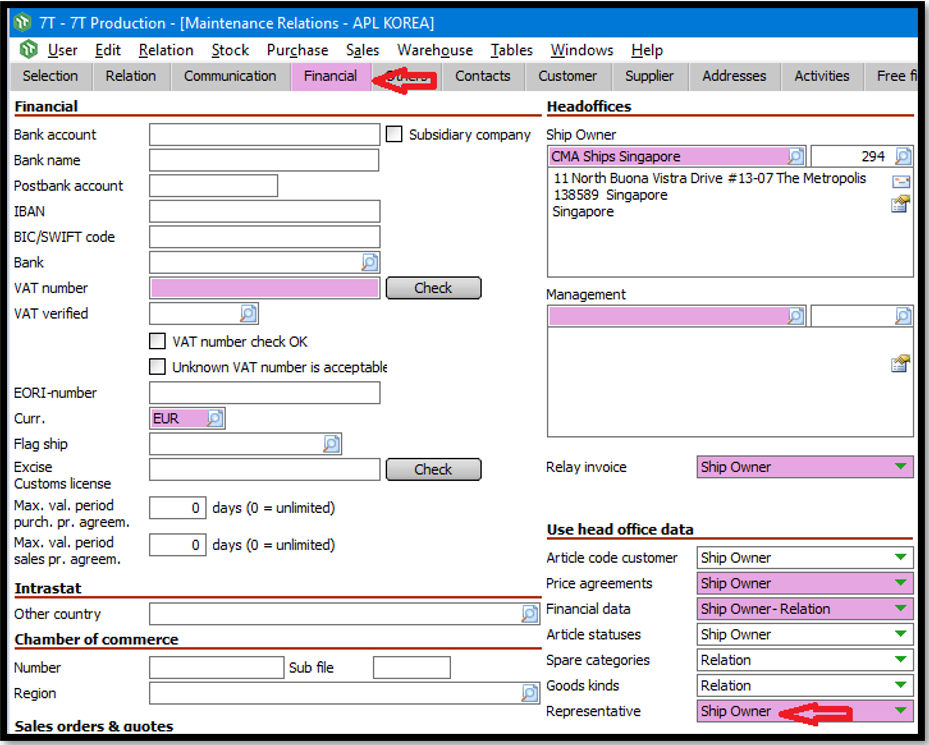 7T - 7T Production - [Maintenance Relations - APL KOREA]
User Edit Relation Stock Purchase Sales Warehouse Tables Windows Help
Selection Relation Communication Financial Others Contacts Customer Supplier Addresses Activities Free fi
Financial
Bank account
Subsidiary company
Bank name
Postbank account
IBAN
BIC/SWIFT code
Bank
VAT number Check
VAT verified
VAT number check OK
Unknown VAT number is acceptable
EORI-number
Curr. EUR
Flag ship
Excise
Customs license
Check
Max. val. period
purch. pr. agreem.
0 days (0 = unlimited)
Max. val. period
sales pr. agreem.
0 days (0 = unlimited)
Intrastat
Other country
Chamber of commerce
Number Sub file
Region
Sales orders & quotes
Headoffices
Ship Owner
CMA Ships Singapore 294
11 North Buona Vistra Drive #13-07 The Metropolis
138589 Singapore
Singapore
Management
Relay invoice Ship Owner
Use head office data
Article code customer Ship Owner
Price agreements Ship Owner
Financial data Ship Owner- Relation
Article statuses Ship Owner
Spare categories Relation
Goods kinds Relation
Representative Ship Owner